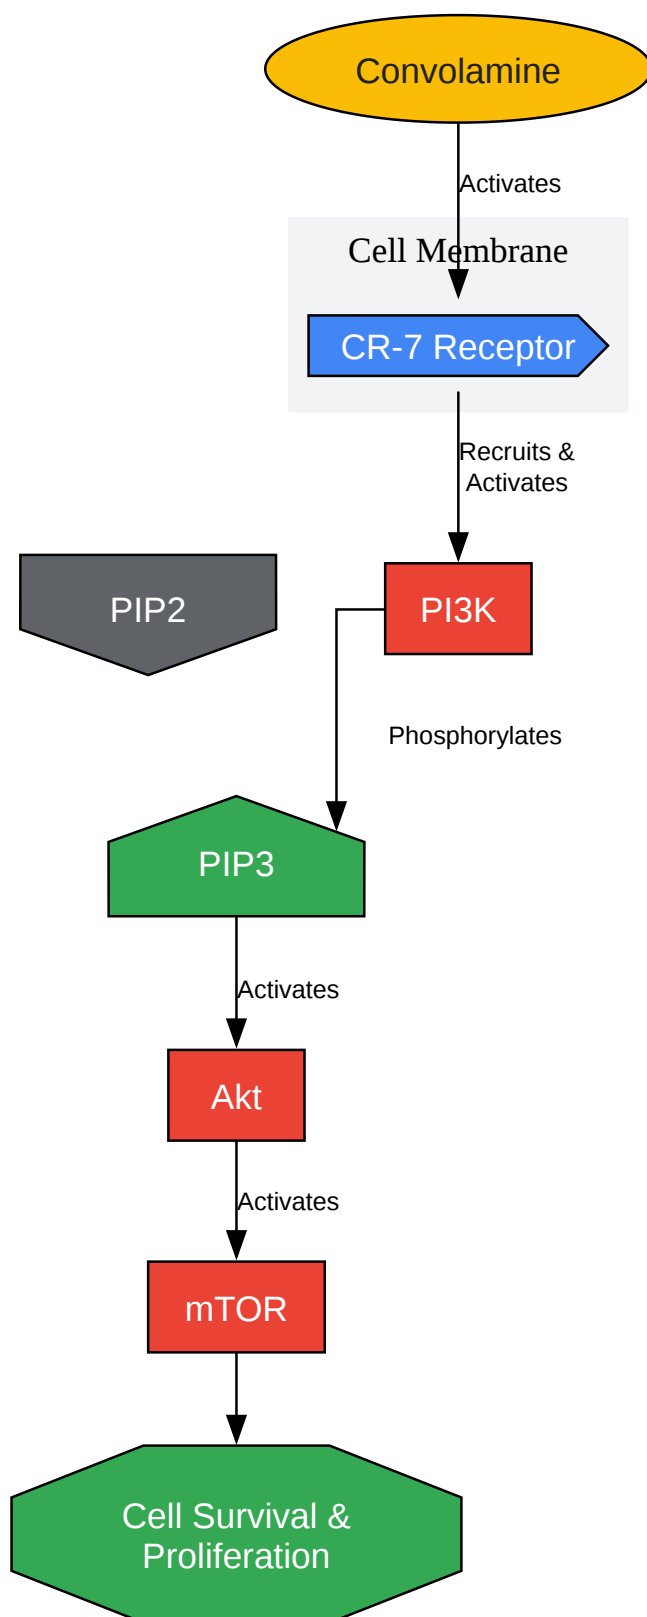 Convolamine
Activates
Cell Membrane
CR-7 Receptor
Recruits &
Activates
PIP2
PI3K
Phosphorylates
PIP3
Activates
Akt
Activates
mTOR
Cell Survival &
Proliferation